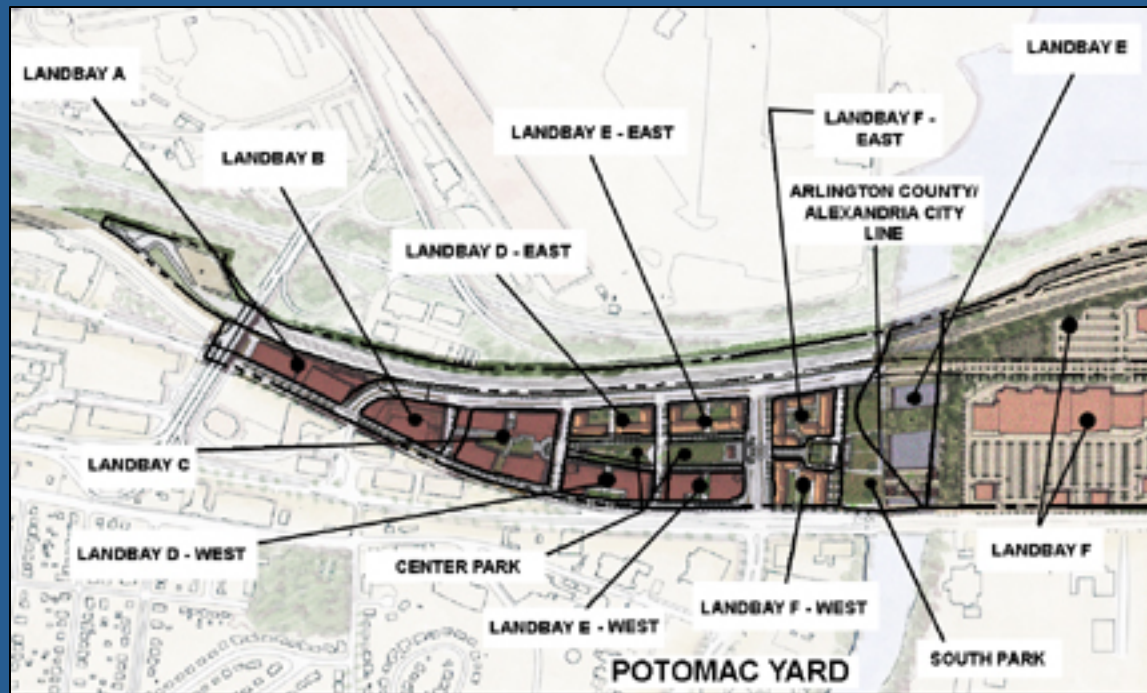 LANDBAY E
LANDBAY A
LANDBAY F -
EAST
LANDBAY E - EAST
LANDBAY B
ARLINGTON COUNTY/
ALEXANDRIA CITY
LINE
LANDBAY D - EAST
LANDBAY C
LANDBAY D - WEST
CENTER PARK
LANDBAY F
LANDBAY F - WEST
LANDBAY E - WEST
SOUTH PARK
POTOMAC YARD